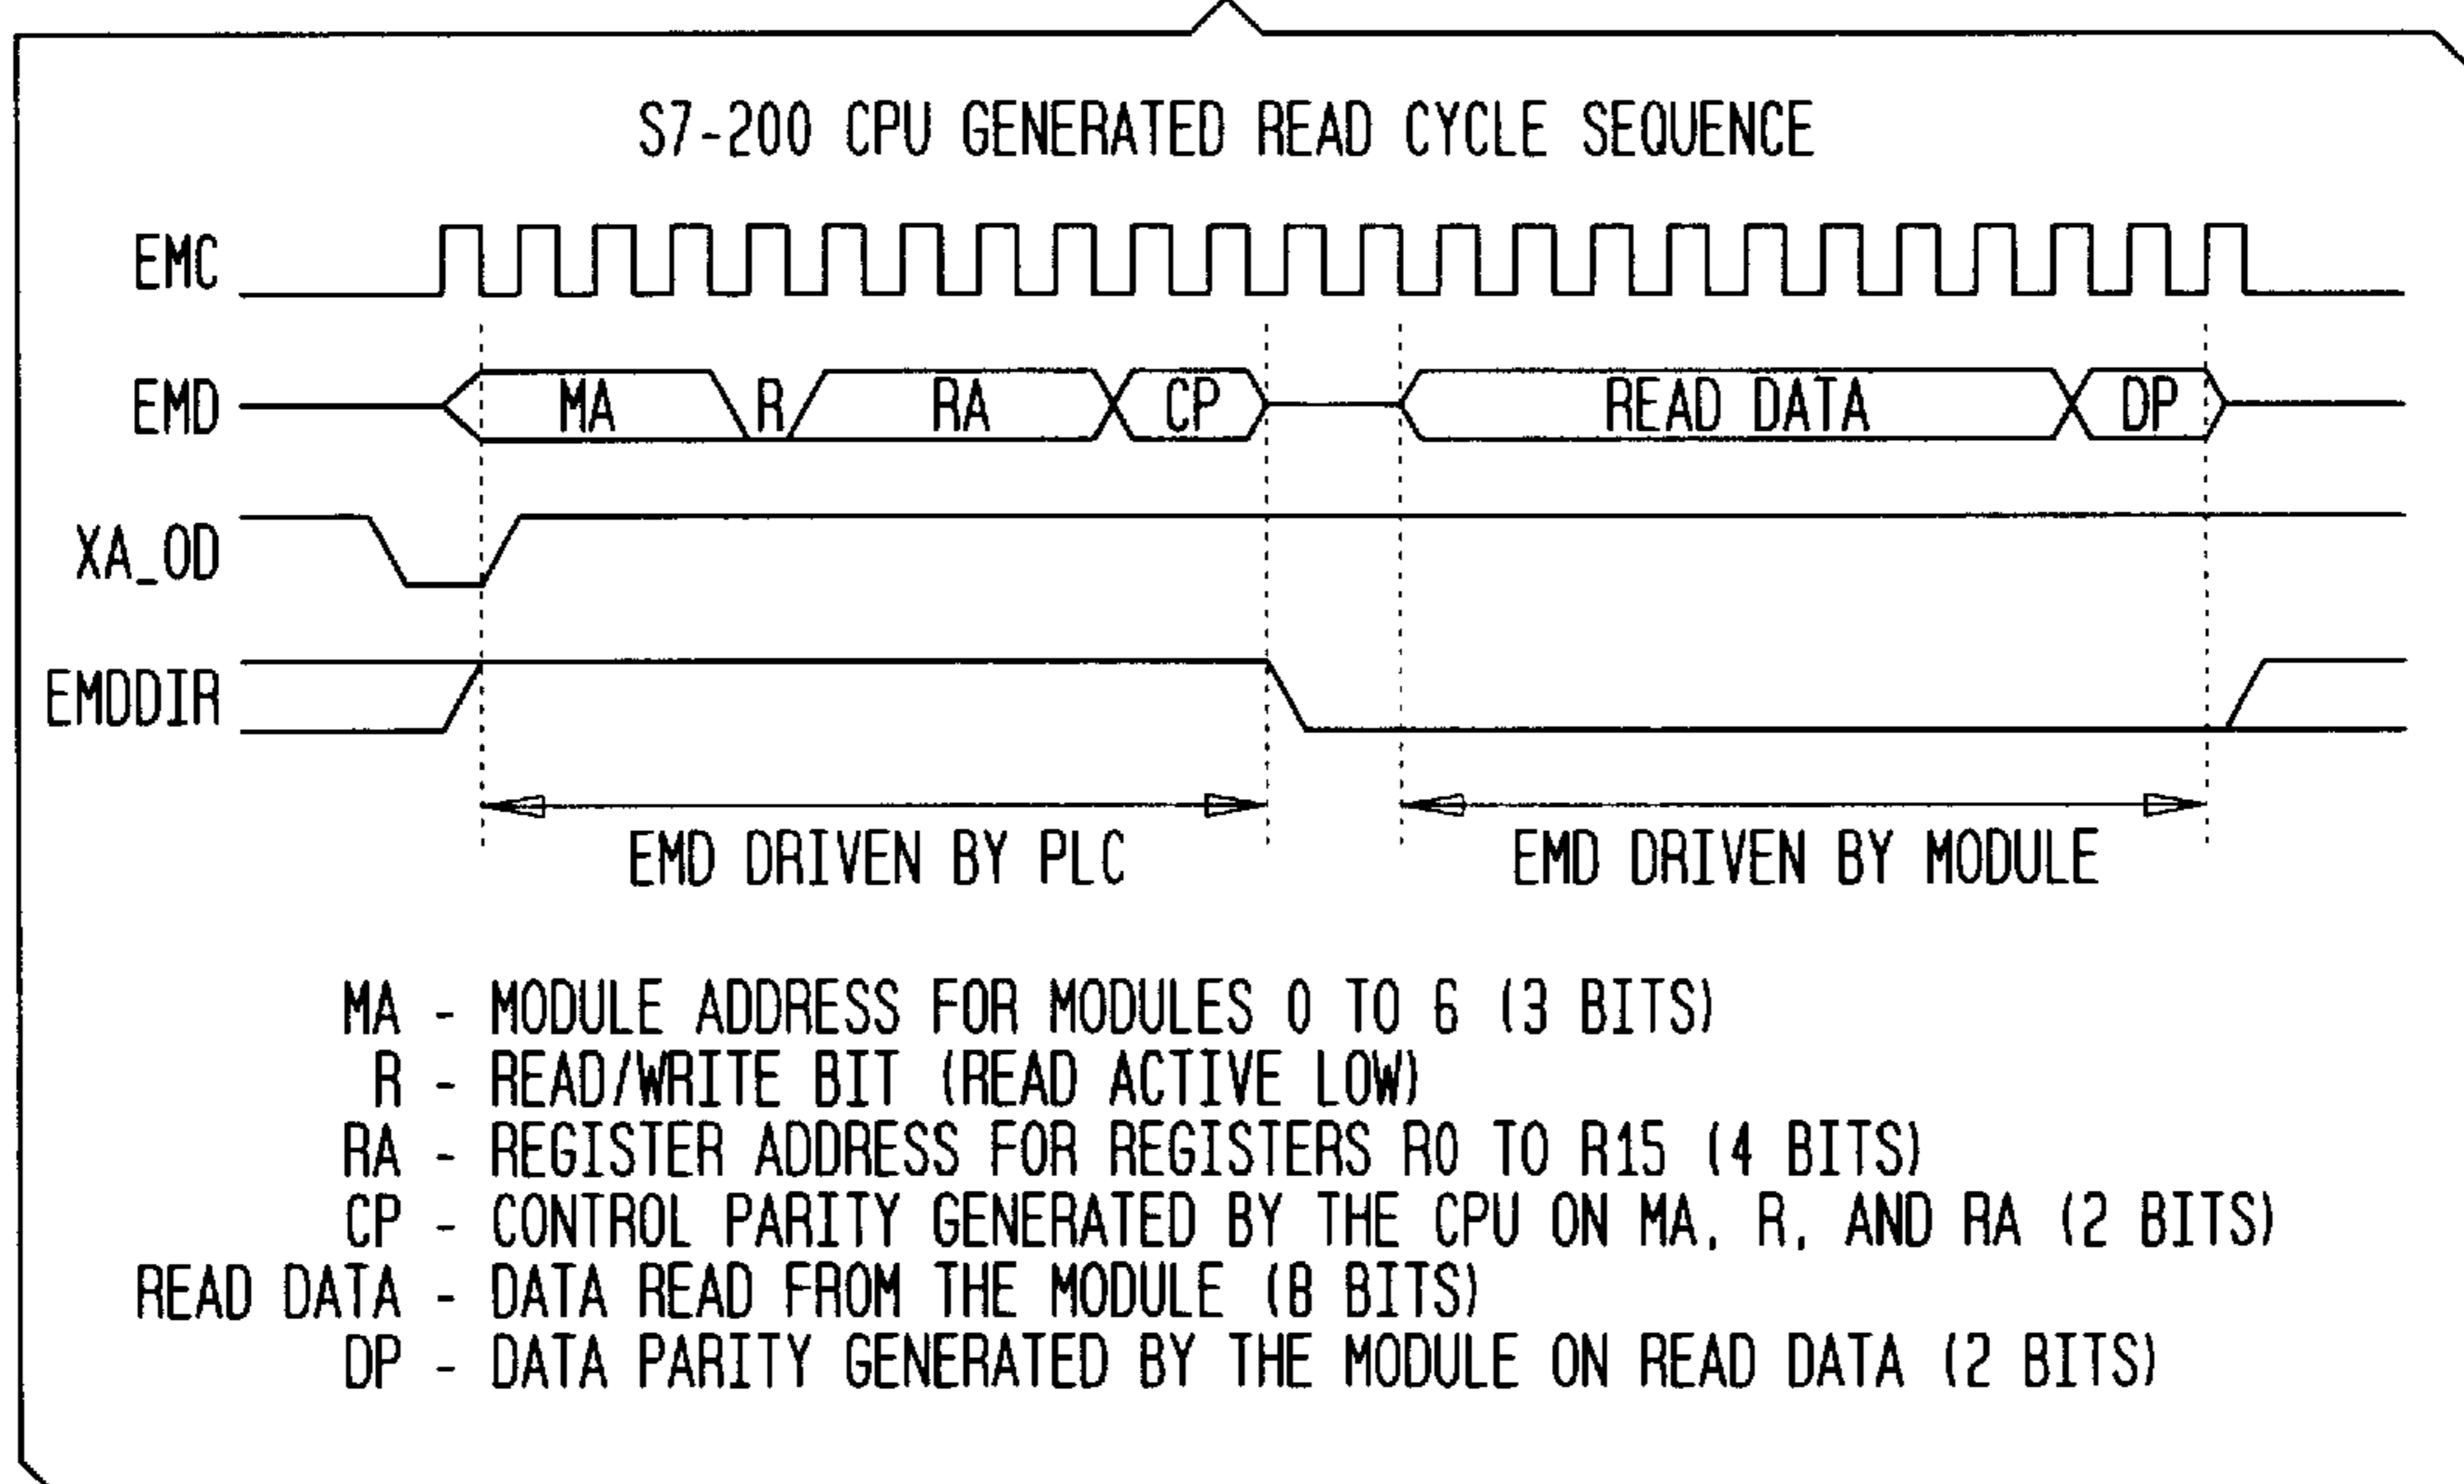 S7-200 CPU GENERATED READ CYCLE SEQUENCE
EMC
EMD MA R RA CP READ DATA DP
XA_OD
EMDDIR
EMD DRIVEN BY PLC EMD DRIVEN BY MODULE
MA - MODULE ADDRESS FOR MODULES 0 TO 6 (3 BITS)
R - READ/WRITE BIT (READ ACTIVE LOW)
RA - REGISTER ADDRESS FOR REGISTERS R0 TO R15 (4 BITS)
CP - CONTROL PARITY GENERATED BY THE CPU ON MA, R, AND RA (2 BITS)
READ DATA - DATA READ FROM THE MODULE (8 BITS)
DP - DATA PARITY GENERATED BY THE MODULE ON READ DATA (2 BITS)